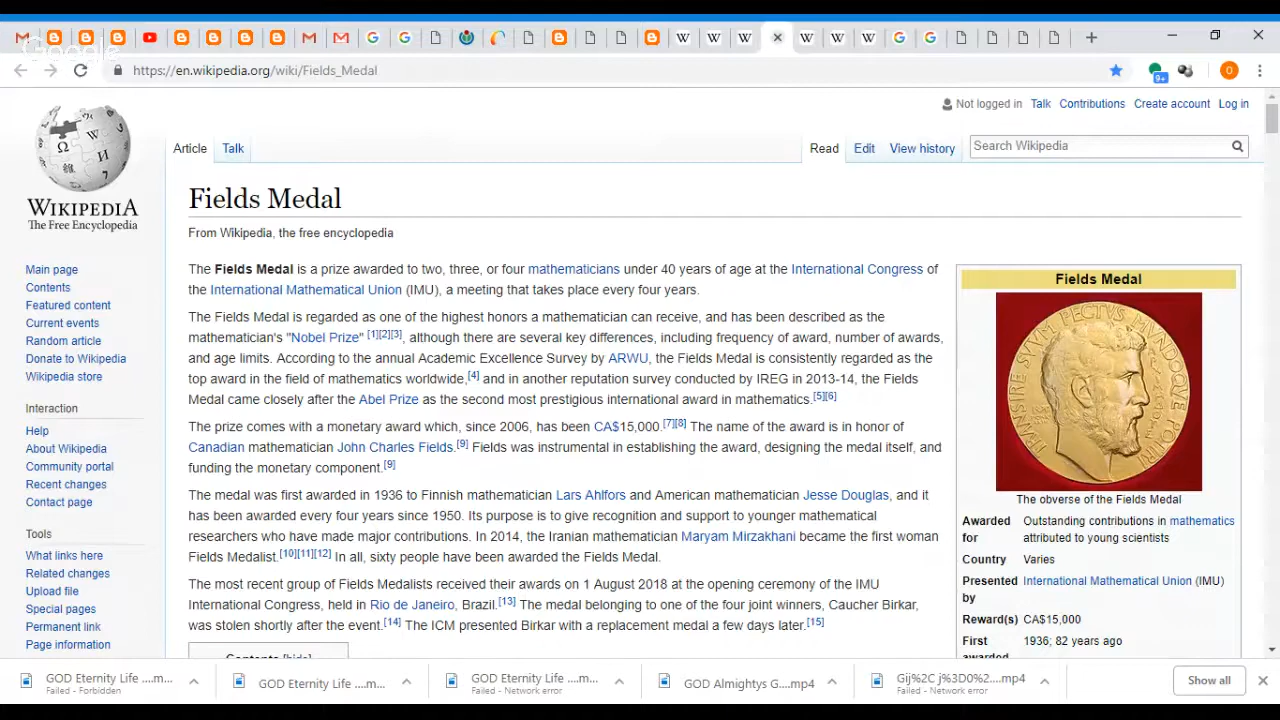 Google
https://en.wikipedia.org/wiki/Fields_Medal
9+
O
Not logged in Talk Contributions Create account Log in
Article Talk Read Edit View history Search Wikipedia
WIKIPEDIA
The Free Encyclopedia
Main page
Contents
Featured content
Current events
Random article
Donate to Wikipedia
Wikipedia store
Interaction
Help
About Wikipedia
Community portal
Recent changes
Contact page
Tools
What links here
Related changes
Upload file
Special pages
Permanent link
Page information
Fields Medal
From Wikipedia, the free encyclopedia
The Fields Medal is a prize awarded to two, three, or four mathematicians under 40 years of age at the International Congress of
the International Mathematical Union (IMU), a meeting that takes place every four years.
The Fields Medal is regarded as one of the highest honors a mathematician can receive, and has been described as the
mathematician's "Nobel Prize" [1][2][3], although there are several key differences, including frequency of award, number of awards,
and age limits. According to the annual Academic Excellence Survey by ARWU, the Fields Medal is consistently regarded as the
top award in the field of mathematics worldwide,[4] and in another reputation survey conducted by IREG in 2013-14, the Fields
Medal came closely after the Abel Prize as the second most prestigious international award in mathematics.[5][6]
The prize comes with a monetary award which, since 2006, has been CA$15,000.[7][8] The name of the award is in honor of
Canadian mathematician John Charles Fields.[9] Fields was instrumental in establishing the award, designing the medal itself, and
funding the monetary component.[9]
The medal was first awarded in 1936 to Finnish mathematician Lars Ahlfors and American mathematician Jesse Douglas, and it
has been awarded every four years since 1950. Its purpose is to give recognition and support to younger mathematical
researchers who have made major contributions. In 2014, the Iranian mathematician Maryam Mirzakhani became the first woman
Fields Medalist.[10][11][12] In all, sixty people have been awarded the Fields Medal.
The most recent group of Fields Medalists received their awards on 1 August 2018 at the opening ceremony of the IMU
International Congress, held in Rio de Janeiro, Brazil.[13] The medal belonging to one of the four joint winners, Caucher Birkar,
was stolen shortly after the event.[14] The ICM presented Birkar with a replacement medal a few days later.[15]
Contents [hide]
Fields Medal
TRANSIRE SVVM PECTVS MVNDOQVE POTIRI
The obverse of the Fields Medal
Awarded for Outstanding contributions in mathematics
attributed to young scientists
Country Varies
Presented by International Mathematical Union (IMU)
Reward(s) CA$15,000
First awarded 1936; 82 years ago
GOD Eternity Life ....m...
Failed - Forbidden
GOD Eternity Life ....m...
GOD Eternity Life ....m...
Failed - Network error
GOD Almightys G....mp4
Gij%2C j%3D0%2....mp4
Failed - Network error
Show all